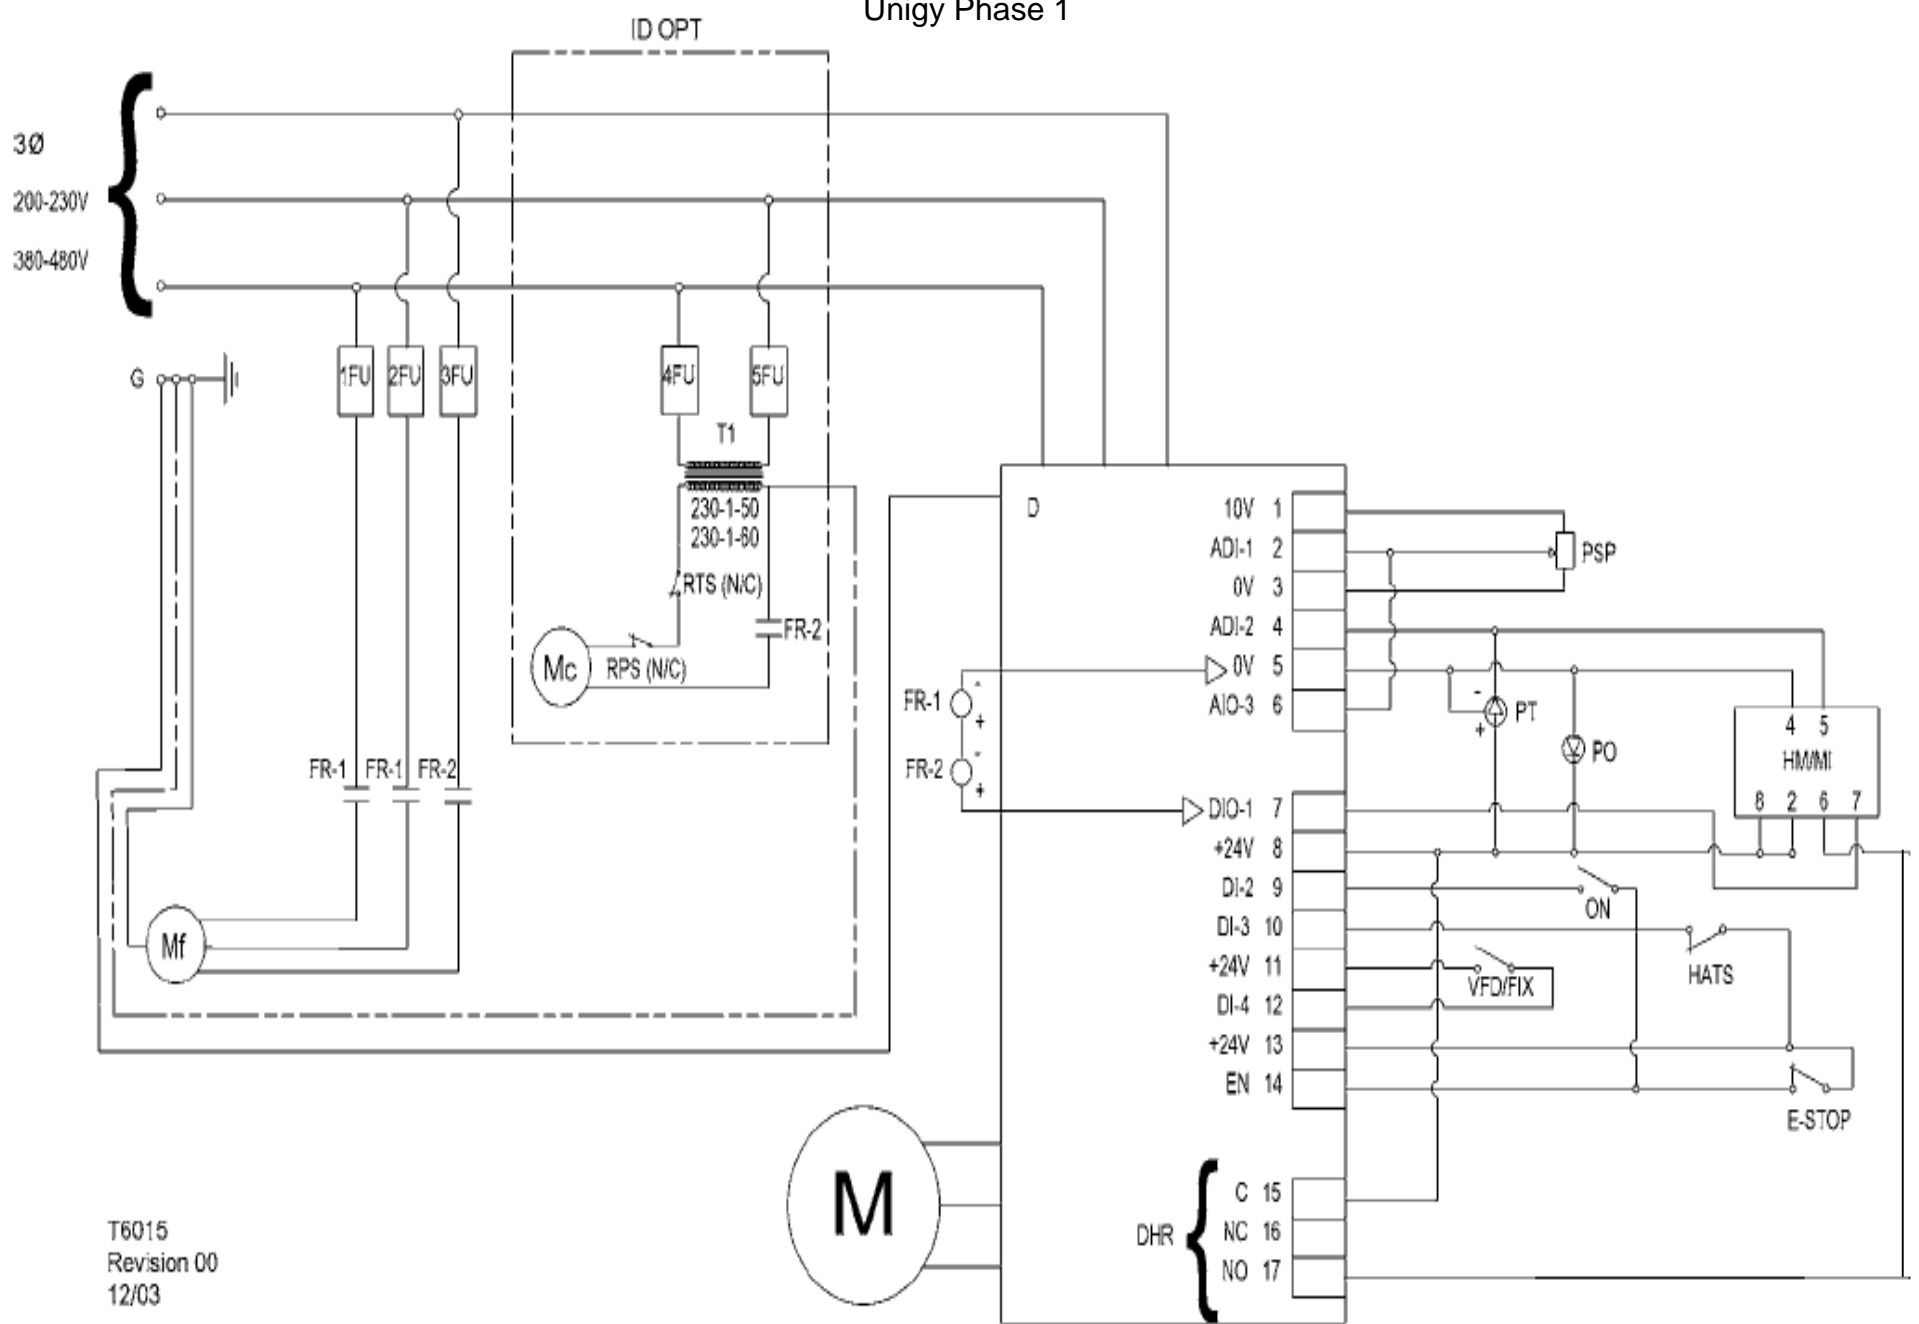 Unigy Phase 1
ID OPT
3Ø
200-230V
380-480V
G
1FU 2FU 3FU
4FU 5FU
T1
230-1-50
230-1-60
RTS (N/C)
FR-2
Mc
RPS (N/C)
FR-1 FR-1 FR-2
Mf
D
10V 1
ADI-1 2
0V 3
ADI-2 4
0V 5
AIO-3 6
PSP
FR-1
-
+
FR-2
-
+
-
+
PT
PO
4 5
HM/MI
8 2 6 7
DIO-1 7
+24V 8
DI-2 9
DI-3 10
+24V 11
DI-4 12
+24V 13
EN 14
ON
HATS
VFD/FIX
E-STOP
M
DHR
C 15
NC 16
NO 17
T6015
Revision 00
12/03